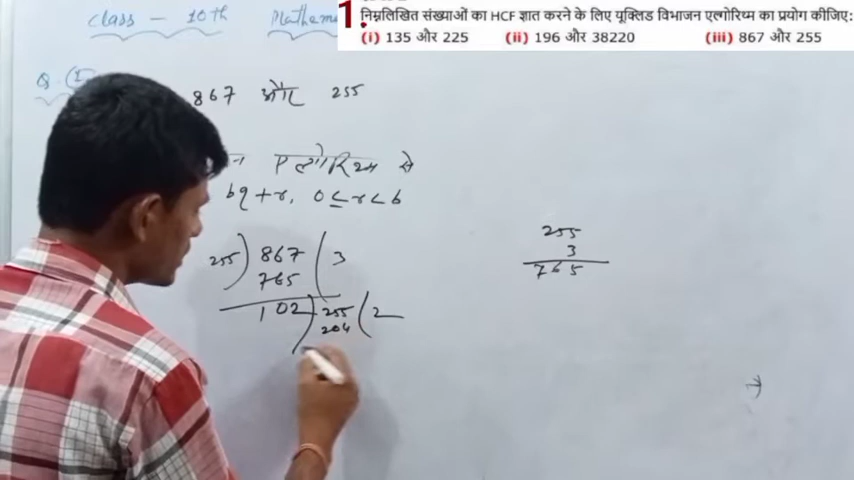 Class - 10th Mathem
1. निम्नलिखित संख्याओं का HCF ज्ञात करने के लिए यूक्लिड विभाजन एल्गोरिथ्म का प्रयोग कीजिए:
(i) 135 और 225 (ii) 196 और 38220 (iii) 867 और 255
Q.
867 और 255
एल्गोरिथ्म से
bq + r, 0 ≤ r < b
255 ) 867 ( 3
765
102 ) 255 ( 2
204
255
3
765